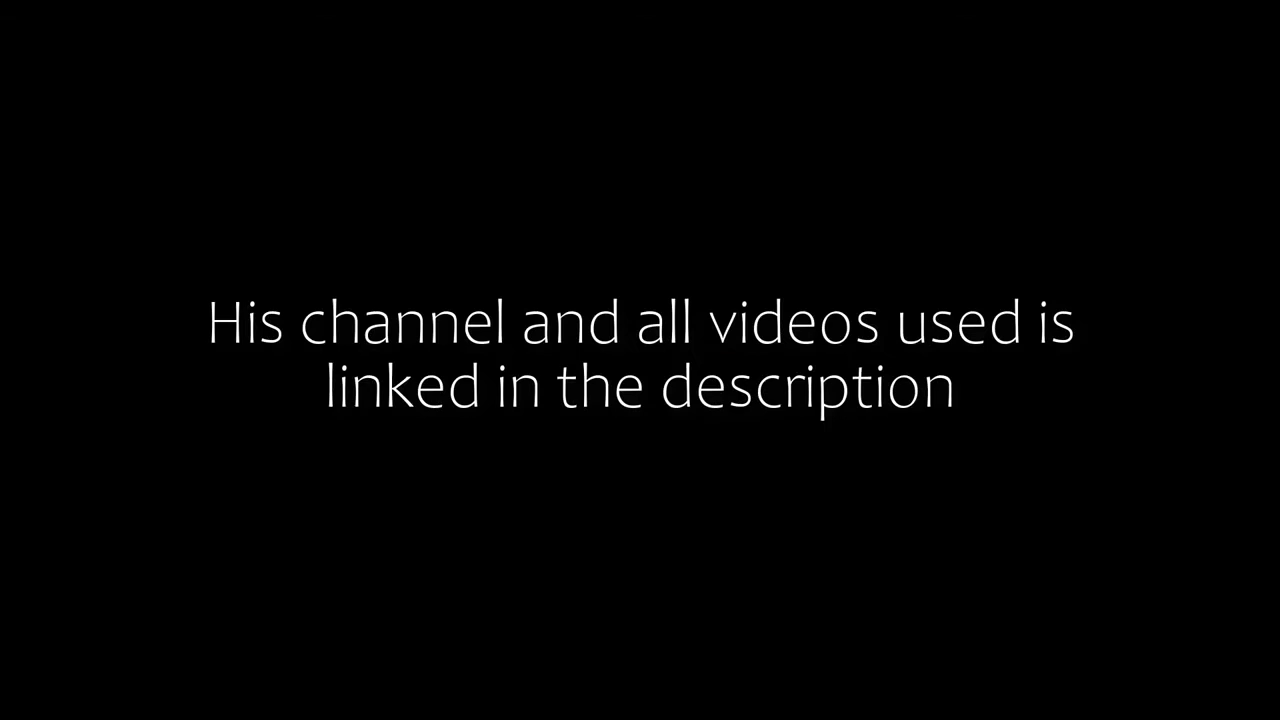 His channel and all videos used is
linked in the description